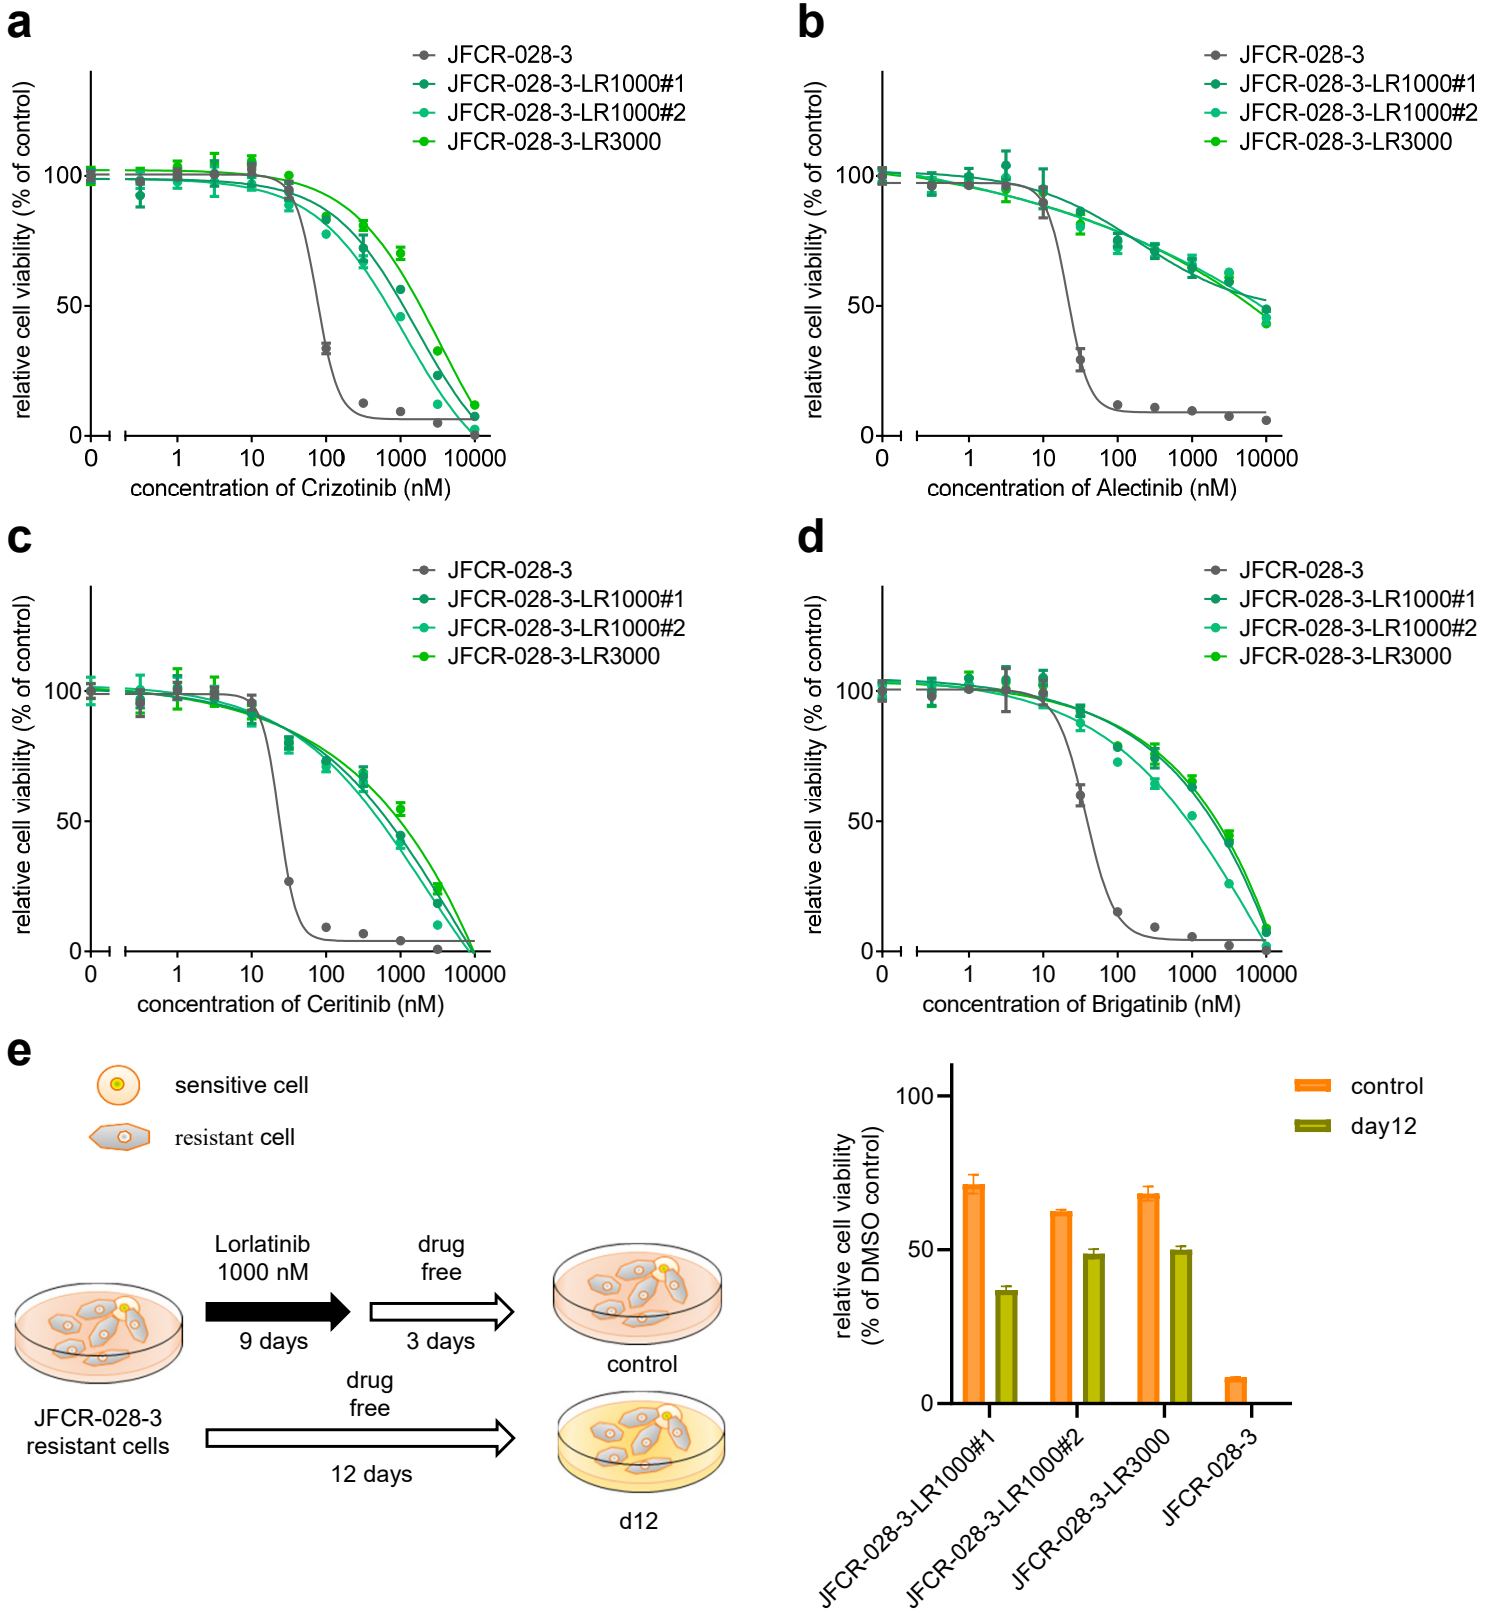 a
JFCR-028-3
JFCR-028-3-LR1000#1
JFCR-028-3-LR1000#2
JFCR-028-3-LR3000
relative cell viability (% of control)
100
50
0
0 1 10 100 1000 10000
concentration of Crizotinib (nM)
b
JFCR-028-3
JFCR-028-3-LR1000#1
JFCR-028-3-LR1000#2
JFCR-028-3-LR3000
relative cell viability (% of control)
100
50
0
0 1 10 100 1000 10000
concentration of Alectinib (nM)
c
JFCR-028-3
JFCR-028-3-LR1000#1
JFCR-028-3-LR1000#2
JFCR-028-3-LR3000
relative cell viability (% of control)
100
50
0
0 1 10 100 1000 10000
concentration of Ceritinib (nM)
d
JFCR-028-3
JFCR-028-3-LR1000#1
JFCR-028-3-LR1000#2
JFCR-028-3-LR3000
relative cell viability (% of control)
100
50
0
0 1 10 100 1000 10000
concentration of Brigatinib (nM)
e
sensitive cell
resistant cell
JFCR-028-3
resistant cells
Lorlatinib
1000 nM
9 days
drug
free
3 days
control
drug
free
12 days
d12
relative cell viability
(% of DMSO control)
100
50
0
control
day12
JFCR-028-3-LR1000#1
JFCR-028-3-LR1000#2
JFCR-028-3-LR3000
JFCR-028-3